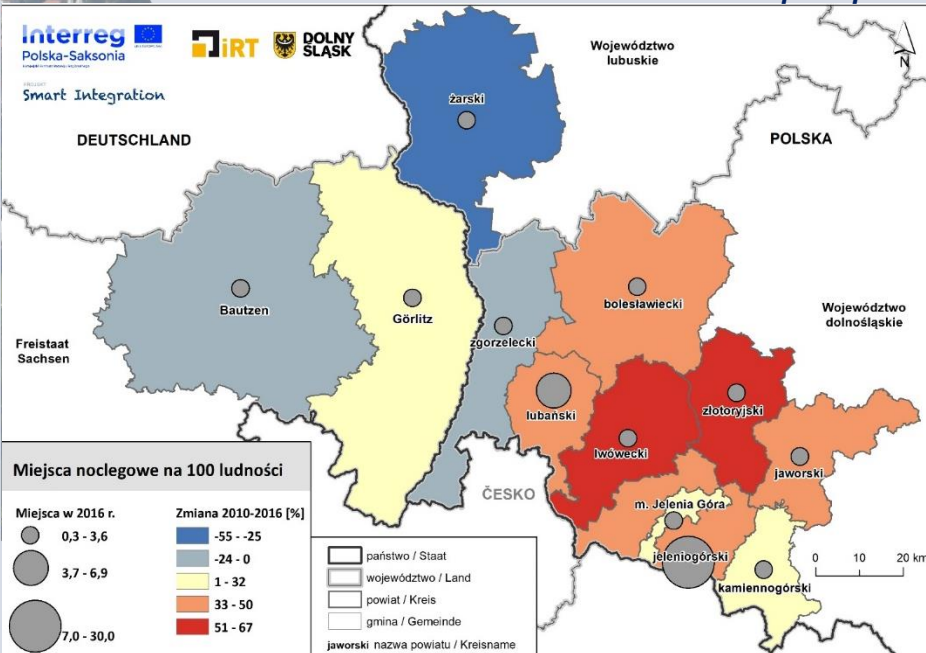 Interreg
Polska-Saksonia
Smart Integration
iRT
DOLNY
ŚLĄSK
Województwo
lubuskie
N
żarski
DEUTSCHLAND
POLSKA
Bautzen
Görlitz
zgorzelecki
bolesławiecki
Województwo
dolnośląskie
Freistaat
Sachsen
lubański
lwówecki
złotoryjski
jaworski
ČESKO
m. Jelenia Góra
jeleniogórski
kamiennogórski
0 10 20 km
Miejsca noclegowe na 100 ludności
Miejsca w 2016 r.
0,3 - 3,6
3,7 - 6,9
7,0 - 30,0
Zmiana 2010-2016 [%]
-55 - -25
-24 - 0
1 - 32
33 - 50
51 - 67
państwo / Staat
województwo / Land
powiat / Kreis
gmina / Gemeinde
jaworski nazwa powiatu / Kreisname